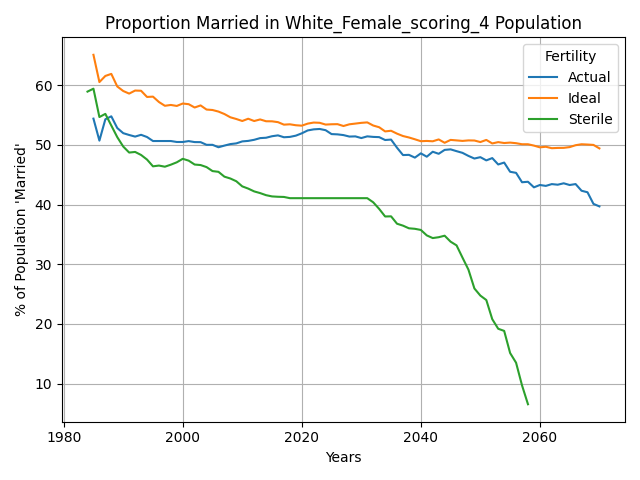 Proportion Married in White_Female_scoring_4 Population
% of Population 'Married'
60
50
40
30
20
10
Fertility
Actual
Ideal
Sterile
1980
2000
2020
2040
2060
Years